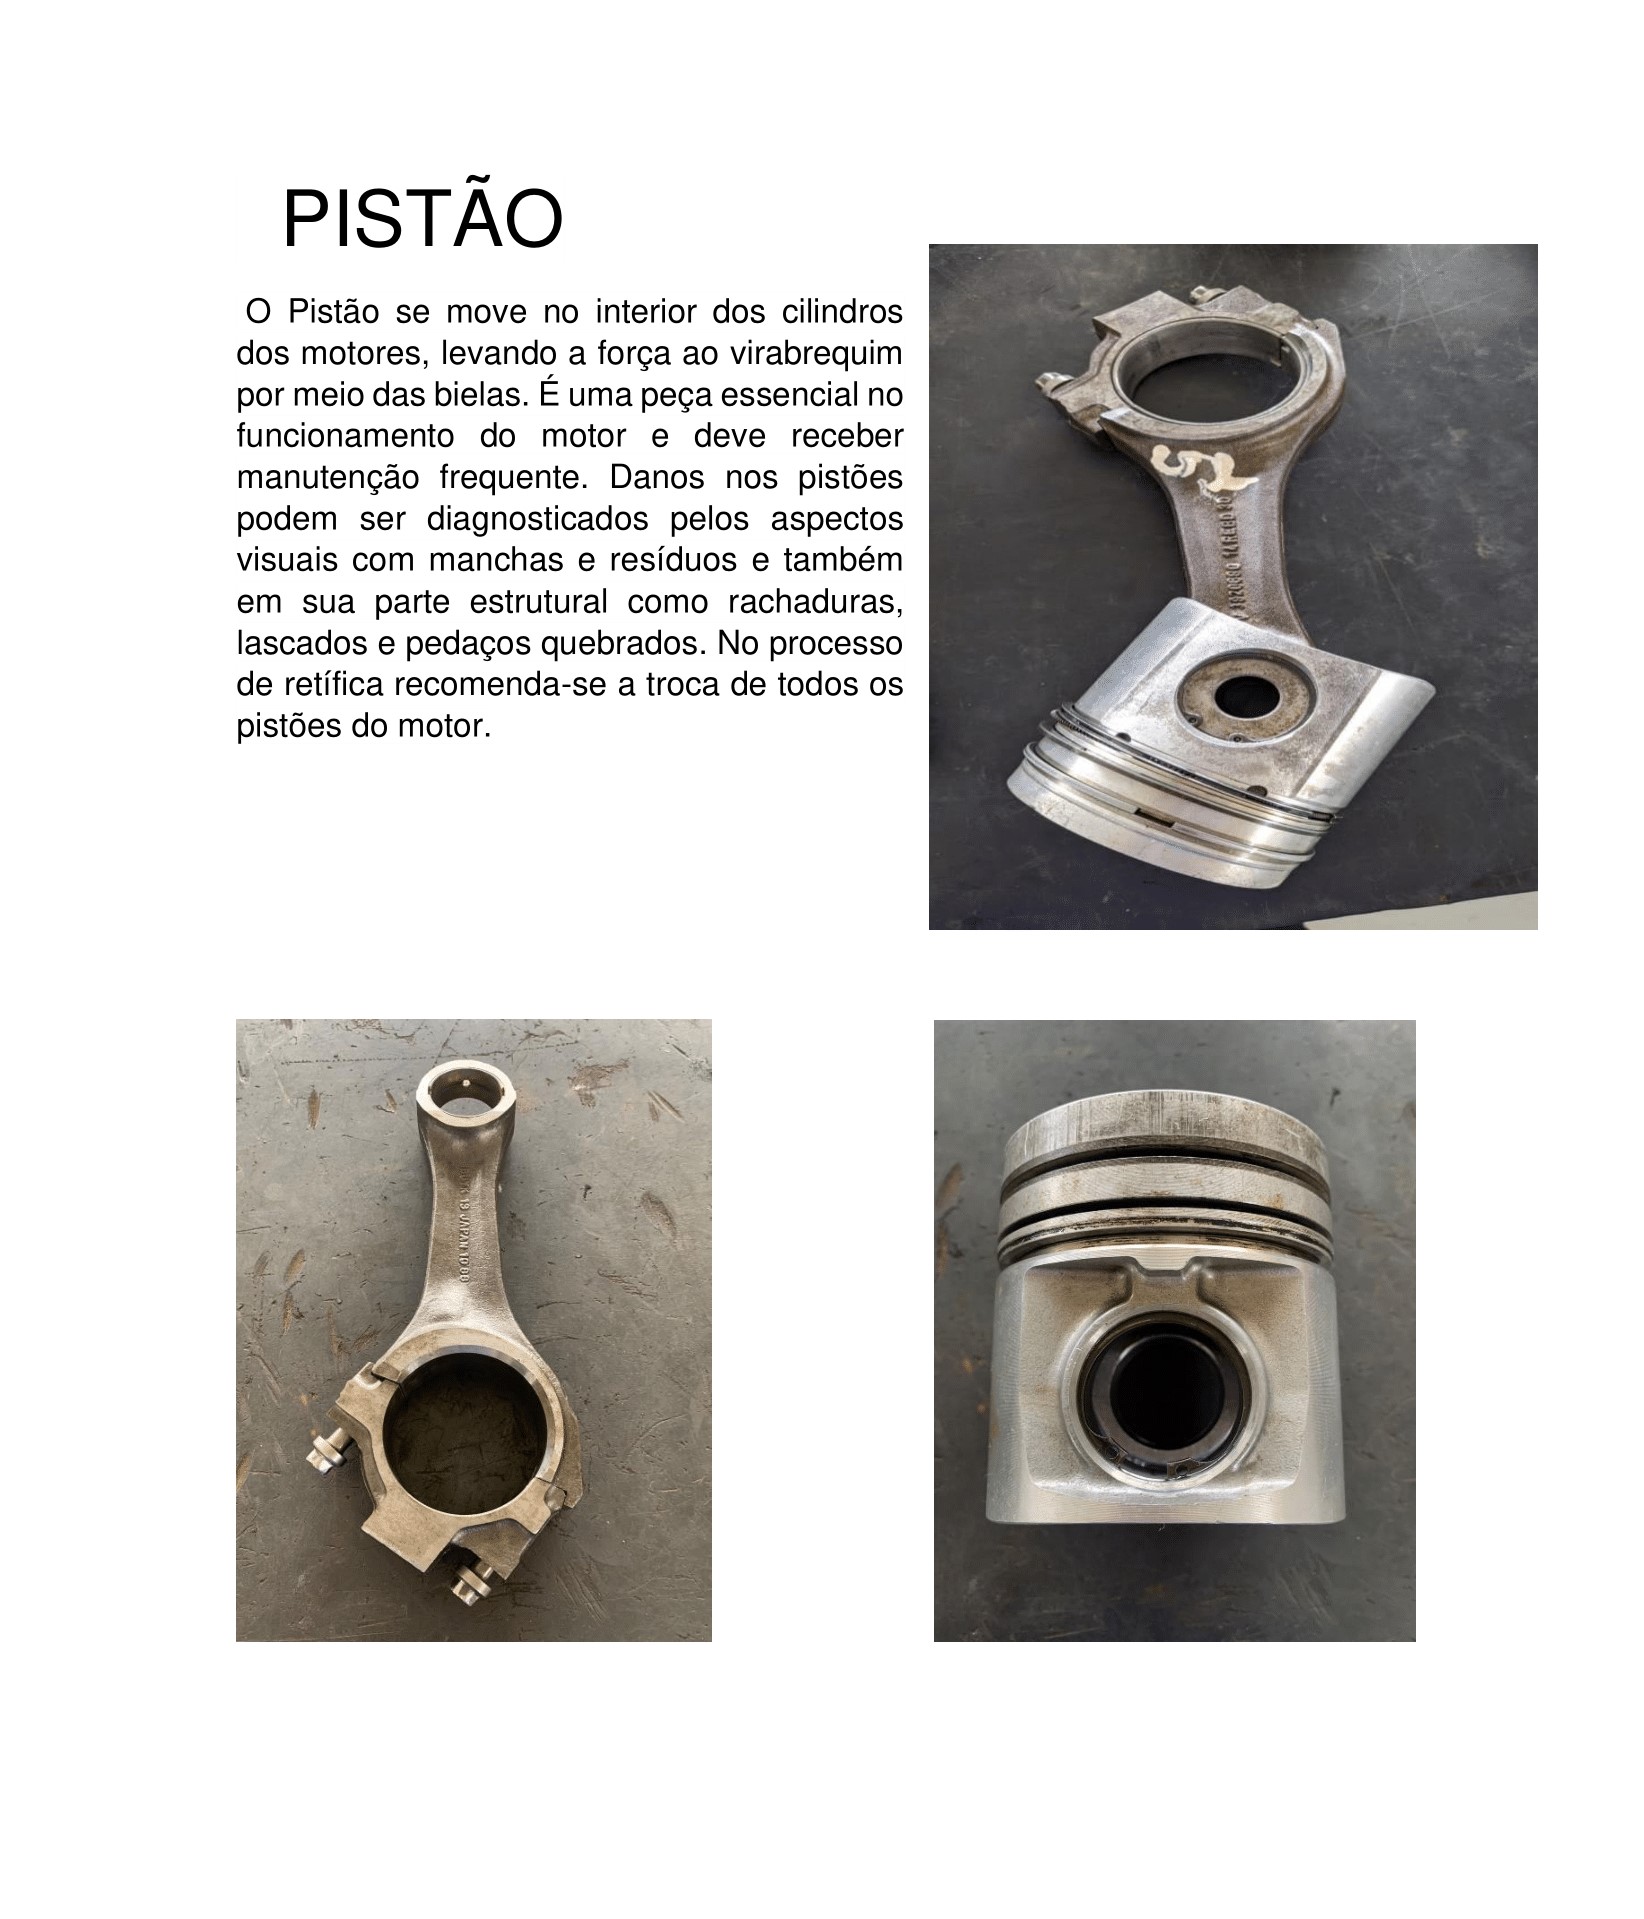 PISTÃO
O Pistão se move no interior dos cilindros
dos motores, levando a força ao virabrequim
por meio das bielas. É uma peça essencial no
funcionamento do motor e deve receber
manutenção frequente. Danos nos pistões
podem ser diagnosticados pelos aspectos
visuais com manchas e resíduos e também
em sua parte estrutural como rachaduras,
lascados e pedaços quebrados. No processo
de retífica recomenda-se a troca de todos os
pistões do motor.
JAPAN